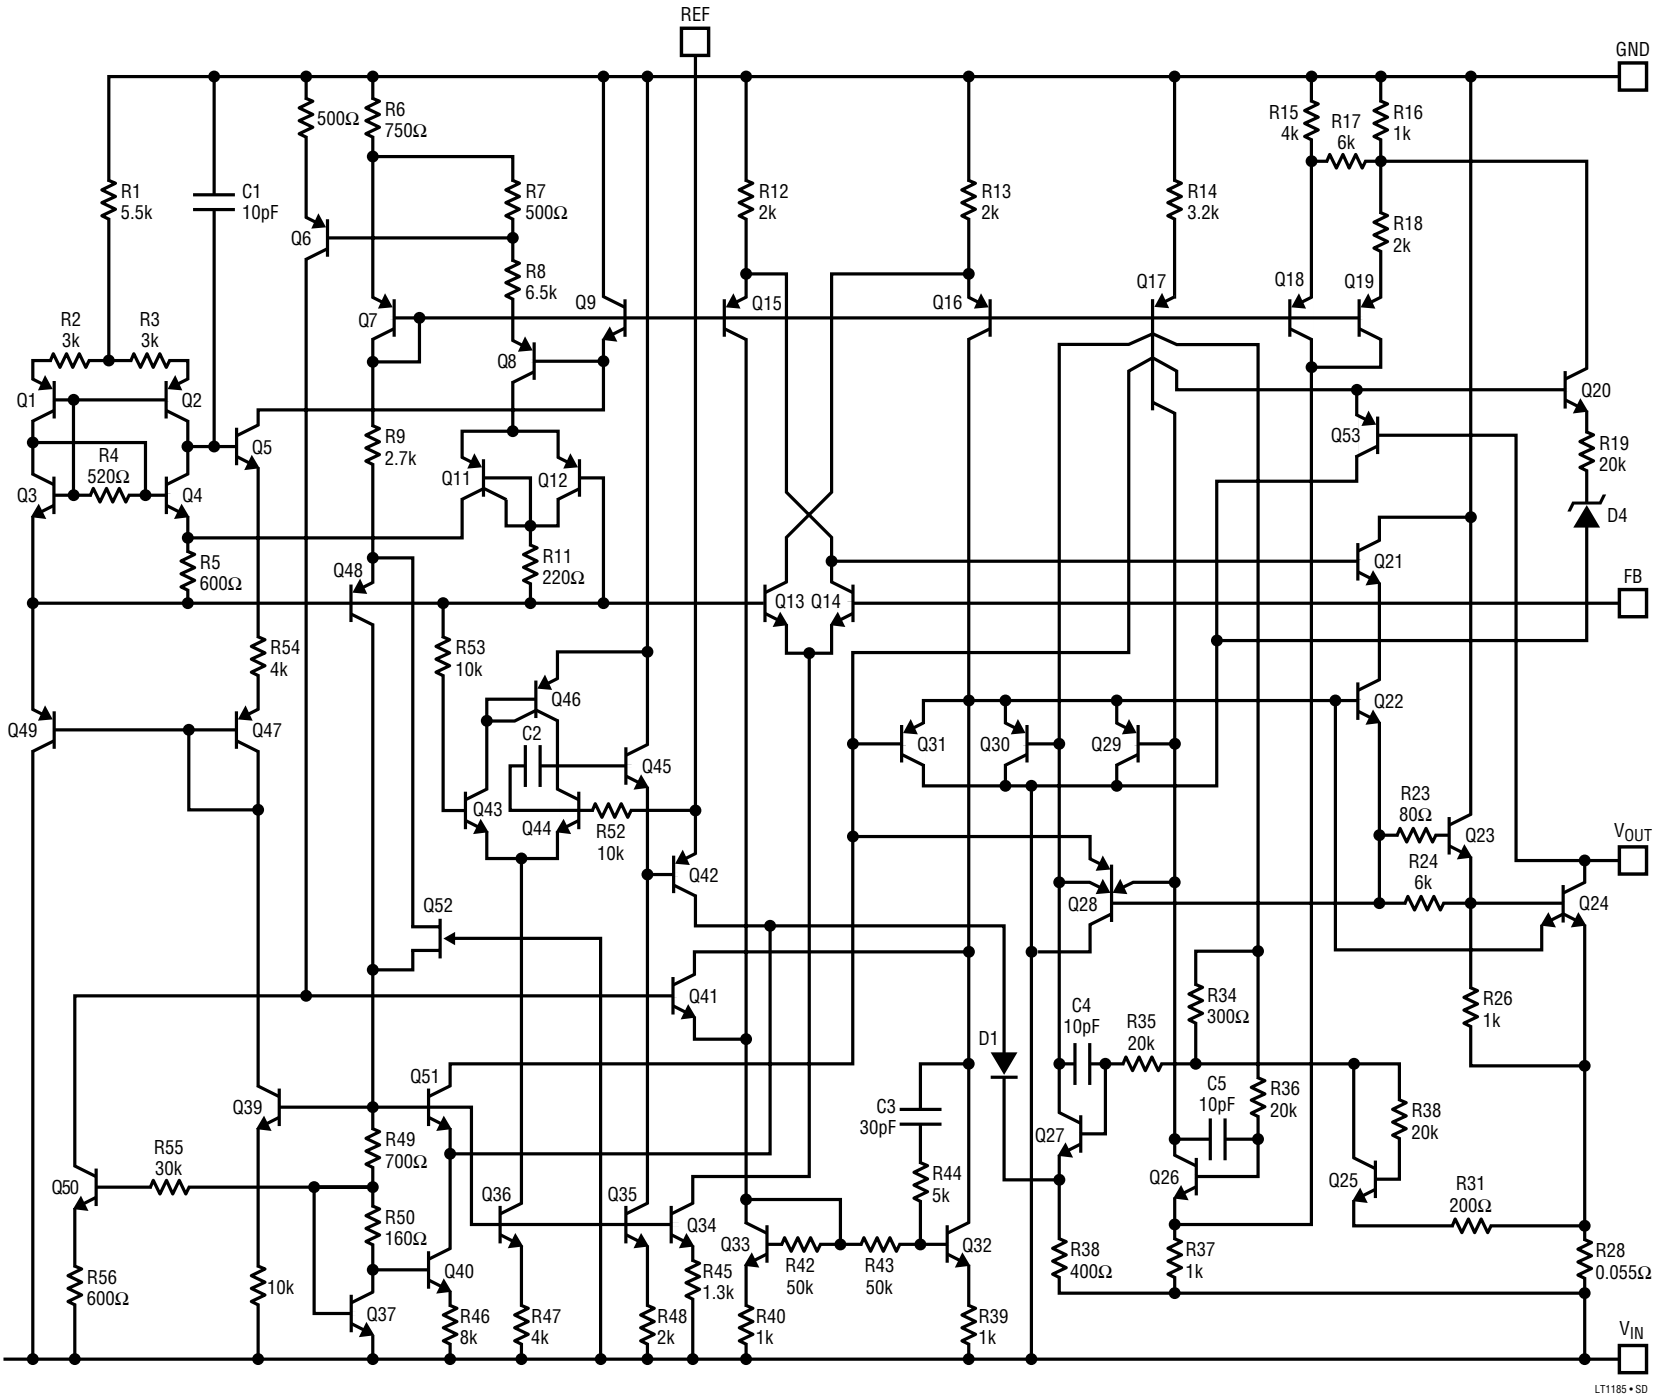 REF
GND
500Ω
R6
750Ω
R15
4k
R17
6k
R16
1k
R1
5.5k
C1
10pF
R7
500Ω
R12
2k
R13
2k
R14
3.2k
Q6
R18
2k
R8
6.5k
Q7
Q9
Q15
Q16
Q17
Q18
Q19
R2
3k
R3
3k
Q8
Q1
Q2
Q20
Q5
R9
2.7k
Q53
R19
20k
R4
520Ω
Q3
Q4
Q11
Q12
D4
R5
600Ω
Q48
R11
220Ω
Q21
FB
Q13
Q14
R54
4k
R53
10k
Q46
Q22
Q49
Q47
C2
Q31
Q30
Q29
Q45
Q43
Q44
R52
10k
R23
80Ω
Q23
VOUT
R24
6k
Q42
Q28
Q24
Q52
Q41
R34
300Ω
R26
1k
C4
10pF
R35
20k
D1
Q51
C5
10pF
R36
20k
Q39
C3
30pF
R38
20k
Q27
R49
700Ω
R55
30k
Q50
R44
5k
Q26
Q25
R31
200Ω
Q36
Q35
Q34
R50
160Ω
Q33
R42
50k
R43
50k
Q32
R38
400Ω
R37
1k
R28
0.055Ω
R56
600Ω
10k
Q40
Q37
R45
1.3k
R46
8k
R47
4k
R48
2k
R40
1k
R39
1k
VIN
LT1185 • SD